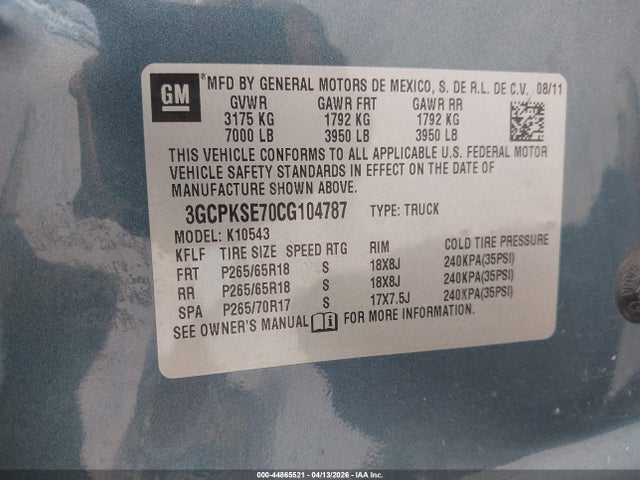 GM ® MFD BY GENERAL MOTORS DE MEXICO, S. DE R.L. DE C.V. 08/11
GVWR GAWR FRT GAWR RR
3175 KG 1792 KG 1792 KG
7000 LB 3950 LB 3950 LB
THIS VEHICLE CONFORMS TO ALL APPLICABLE U.S. FEDERAL MOTOR
VEHICLE SAFETY STANDARDS IN EFFECT ON THE DATE OF
MANUFACTURE SHOWN ABOVE.
3GCPKSE70CG104787 TYPE: TRUCK
MODEL: K10543
KFLF TIRE SIZE SPEED RTG RIM COLD TIRE PRESSURE
FRT P265/65R18 S 18X8J 240KPA(35PSI)
RR P265/65R18 S 18X8J 240KPA(35PSI)
SPA P265/70R17 S 17X7.5J 240KPA(35PSI)
SEE OWNER'S MANUAL FOR MORE INFORMATION.
000-44865521 - 04/13/2026 - IAA Inc.